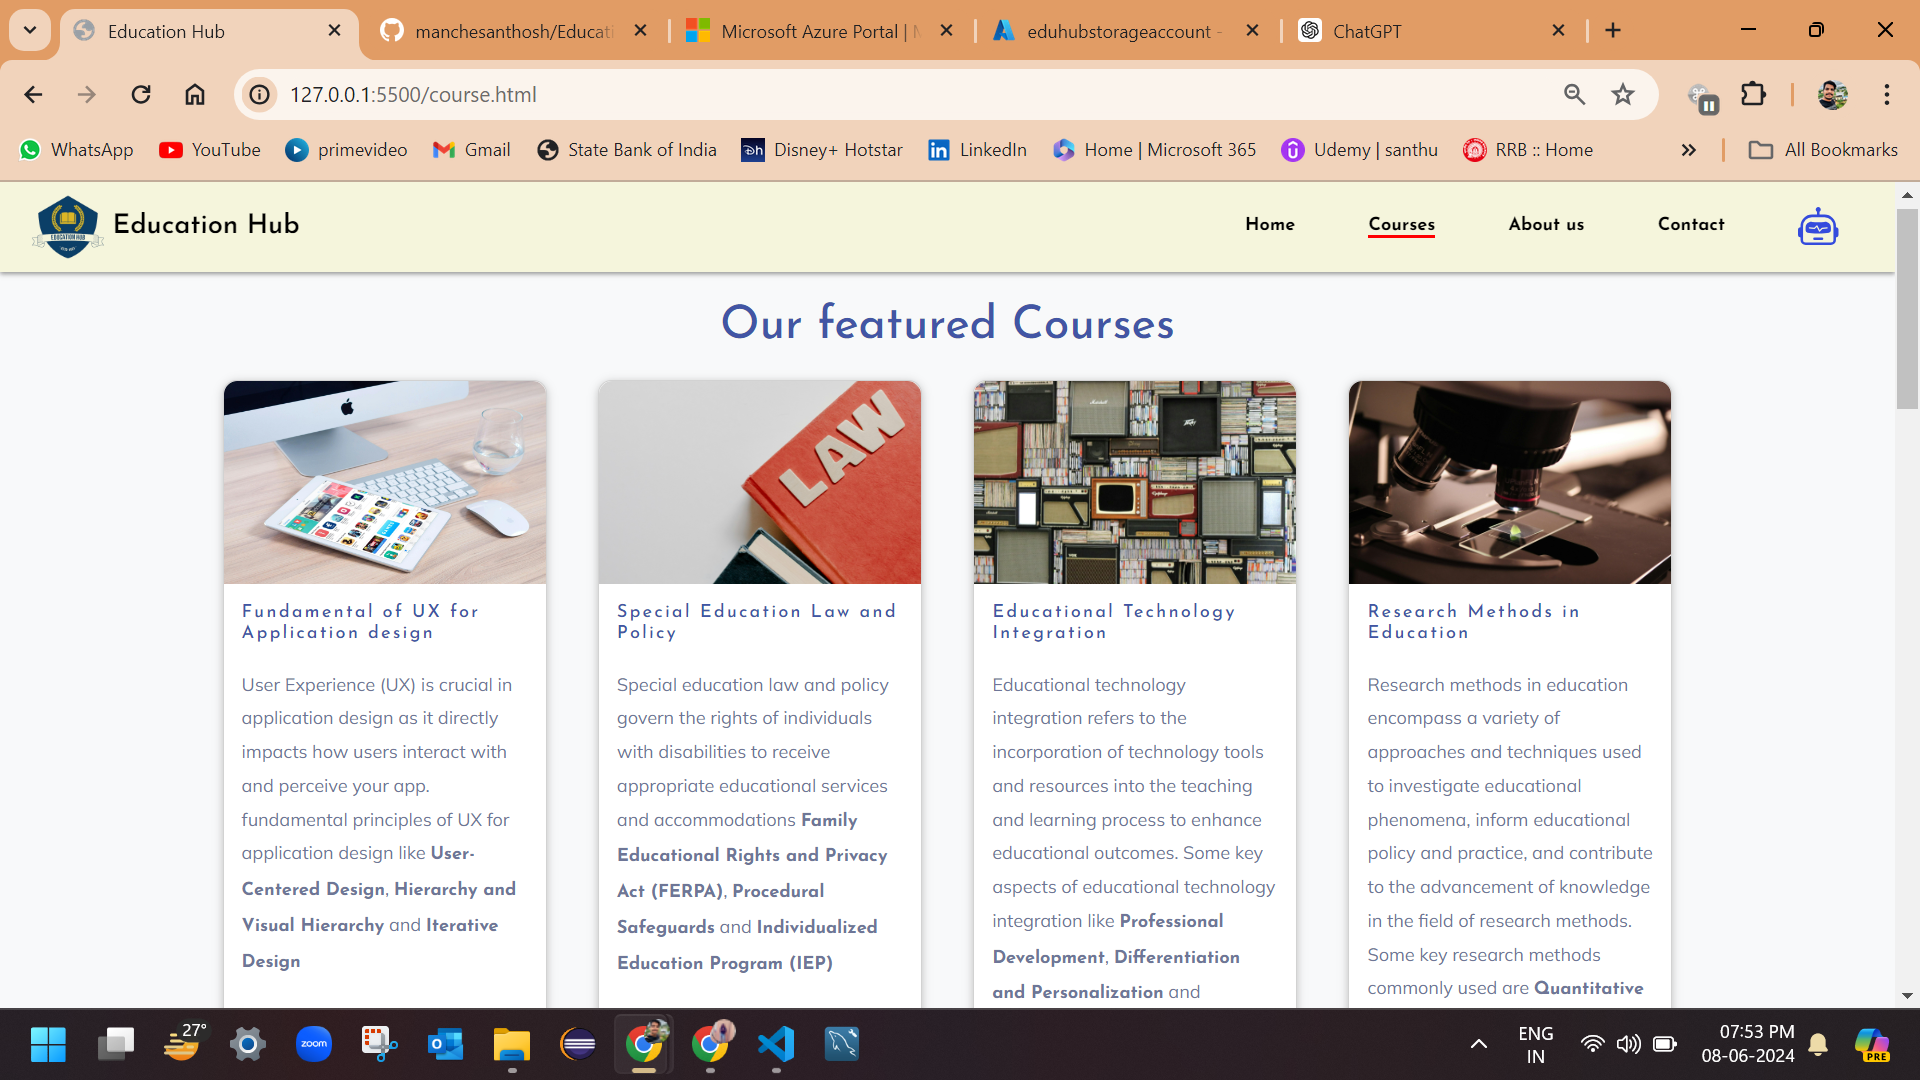 Education Hub
manchesanthosh/Educati
Microsoft Azure Portal | M
eduhubstorageaccount -
ChatGPT
127.0.0.1:5500/course.html
WhatsApp
YouTube
primevideo
Gmail
State Bank of India
Disney+ Hotstar
LinkedIn
Home | Microsoft 365
Udemy | santhu
RRB :: Home
All Bookmarks
EDUCATION HUB
Education Hub
Home
Courses
About us
Contact
Our featured Courses
LAW
Fundamental of UX for
Application design
User Experience (UX) is crucial in
application design as it directly
impacts how users interact with
and perceive your app.
fundamental principles of UX for
application design like User-
Centered Design, Hierarchy and
Visual Hierarchy and Iterative
Design
Special Education Law and
Policy
Special education law and policy
govern the rights of individuals
with disabilities to receive
appropriate educational services
and accommodations Family
Educational Rights and Privacy
Act (FERPA), Procedural
Safeguards and Individualized
Education Program (IEP)
Educational Technology
Integration
Educational technology
integration refers to the
incorporation of technology tools
and resources into the teaching
and learning process to enhance
educational outcomes. Some key
aspects of educational technology
integration like Professional
Development, Differentiation
and Personalization and
Research Methods in
Education
Research methods in education
encompass a variety of
approaches and techniques used
to investigate educational
phenomena, inform educational
policy and practice, and contribute
to the advancement of knowledge
in the field of research methods.
Some key research methods
commonly used are Quantitative
27°
zoom
ENG
IN
07:53 PM
08-06-2024
PRE